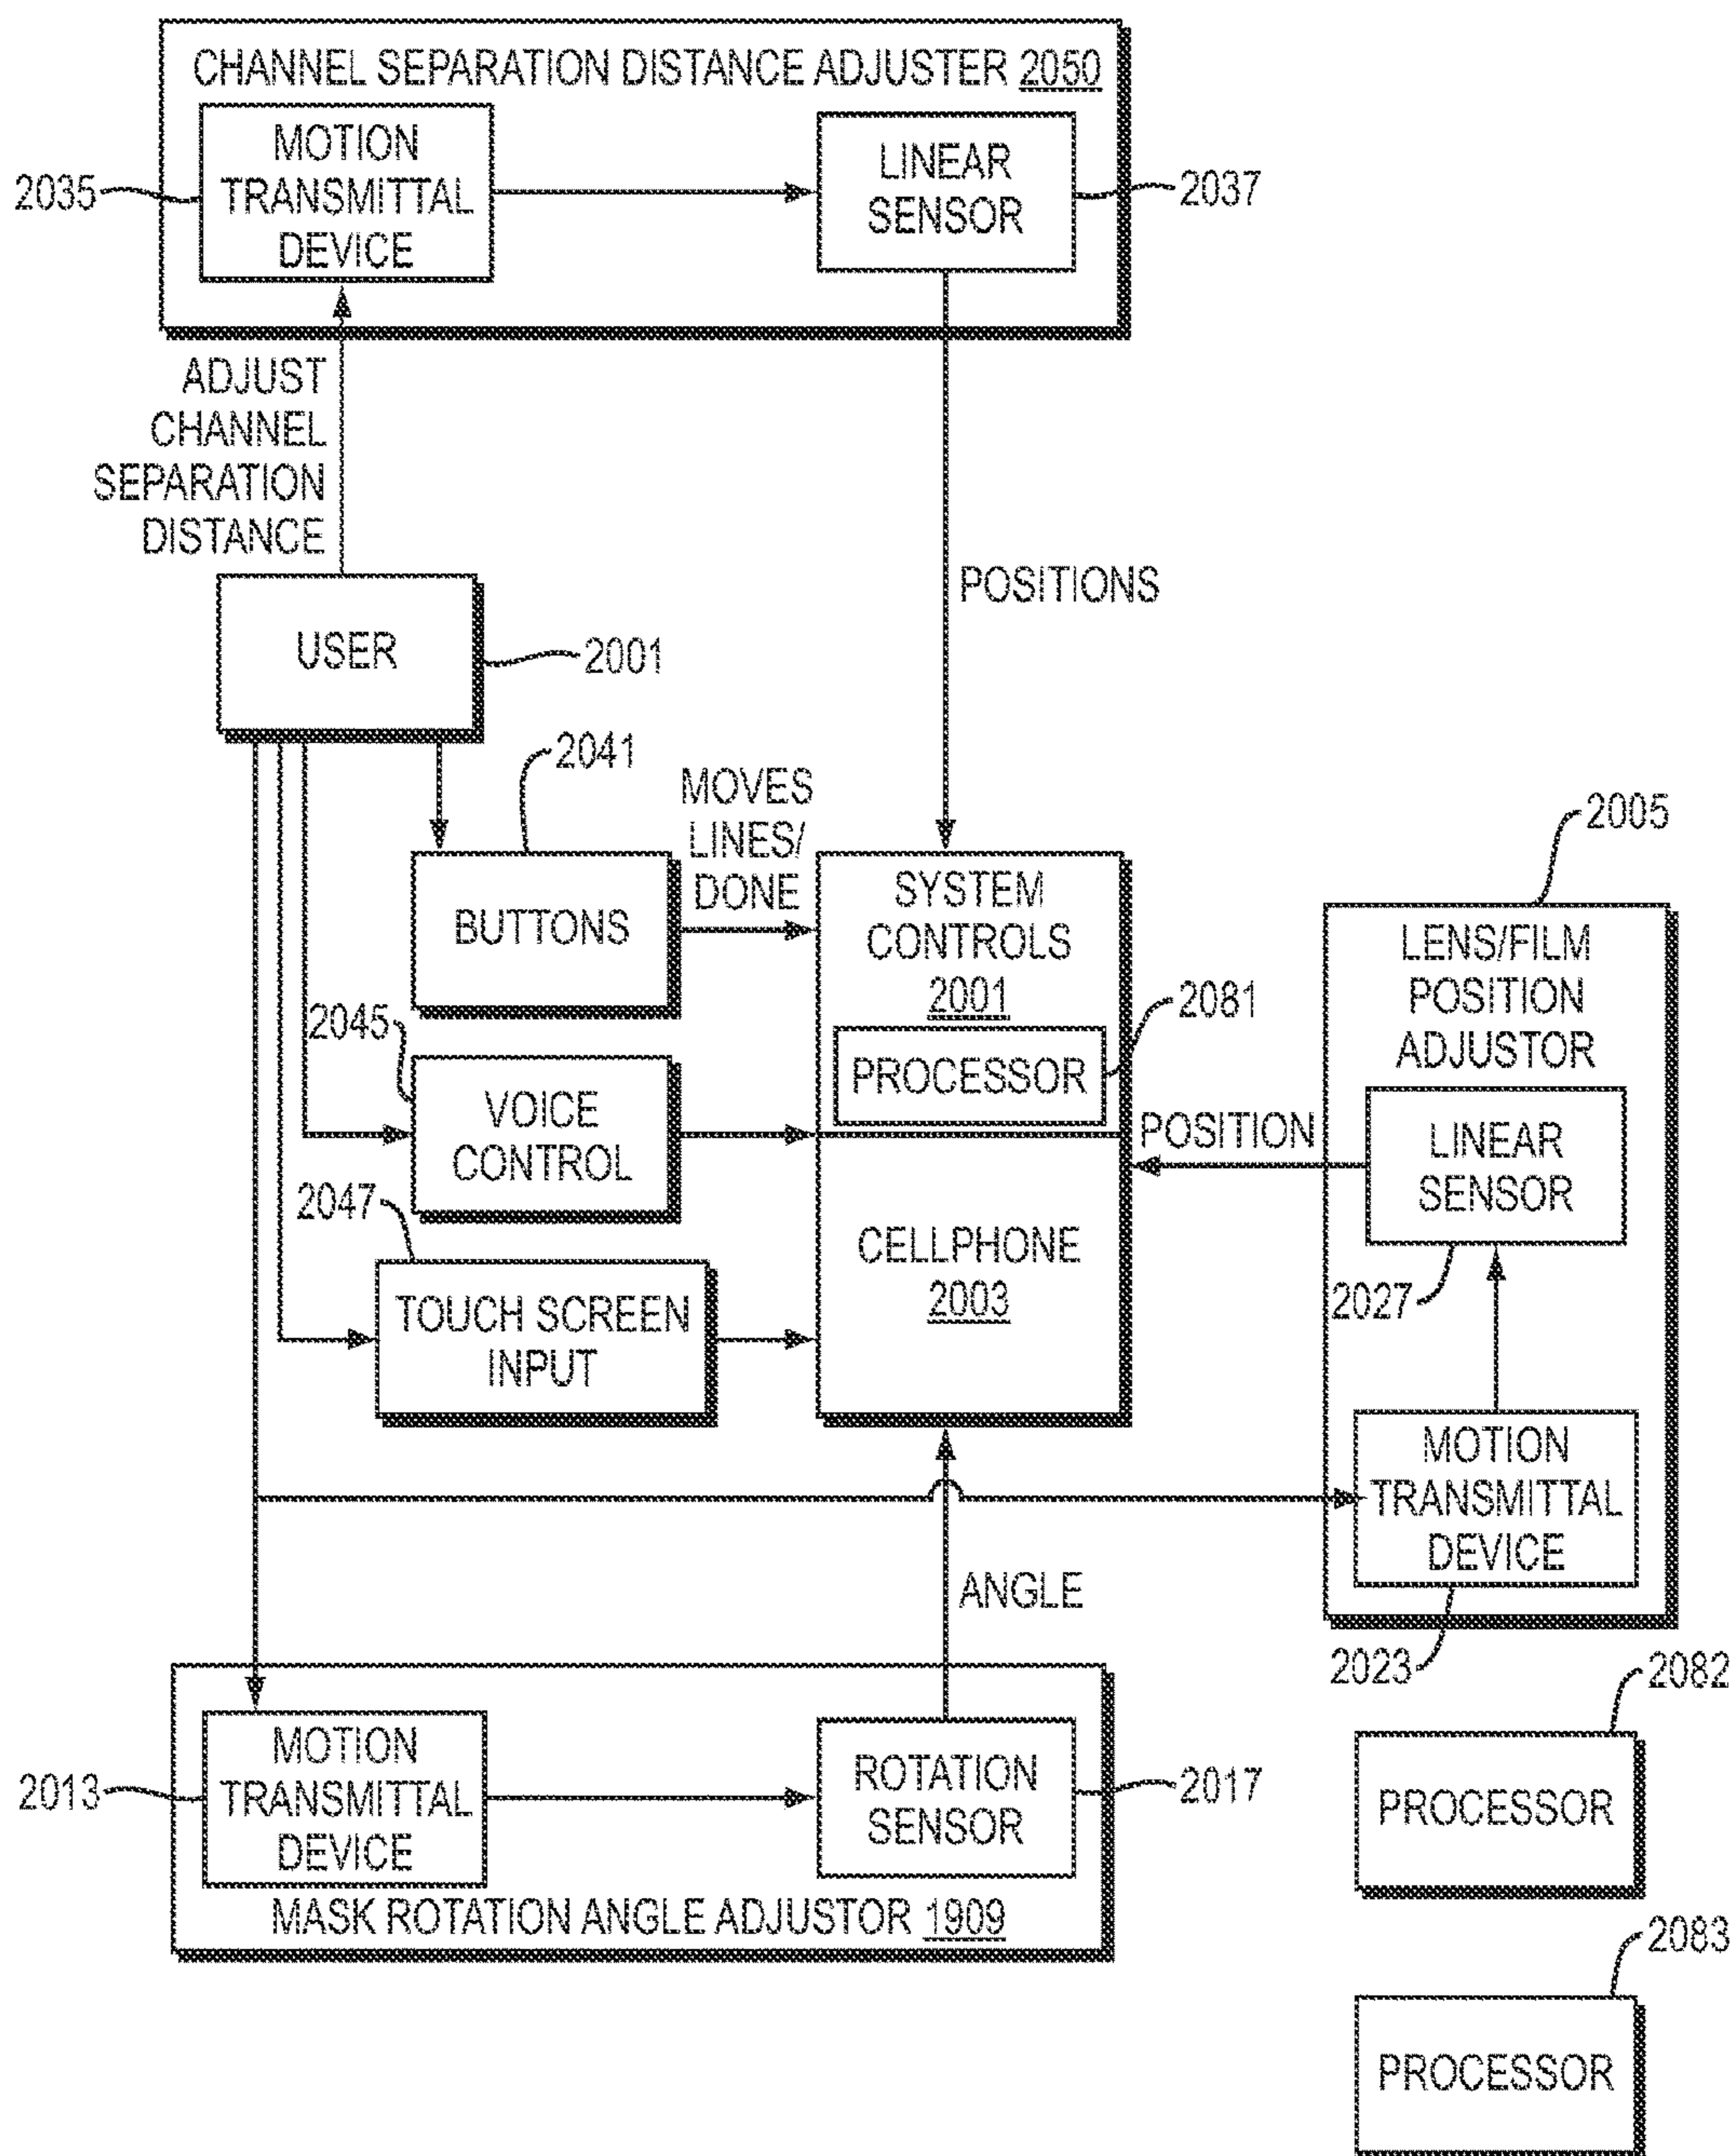 CHANNEL SEPARATION DISTANCE ADJUSTER 2050
MOTION
TRANSMITTAL
DEVICE
2035
LINEAR
SENSOR
2037
ADJUST
CHANNEL
SEPARATION
DISTANCE
POSITIONS
USER
2001
2041
MOVES
LINES/
DONE
BUTTONS
SYSTEM
CONTROLS
2001
PROCESSOR
2081
2005
LENS/FILM
POSITION
ADJUSTOR
2045
VOICE
CONTROL
POSITION
LINEAR
SENSOR
2027
2047
TOUCH SCREEN
INPUT
CELLPHONE
2003
MOTION
TRANSMITTAL
DEVICE
2023
ANGLE
MOTION
TRANSMITTAL
DEVICE
2013
ROTATION
SENSOR
2017
MASK ROTATION ANGLE ADJUSTOR 1909
2082
PROCESSOR
2083
PROCESSOR